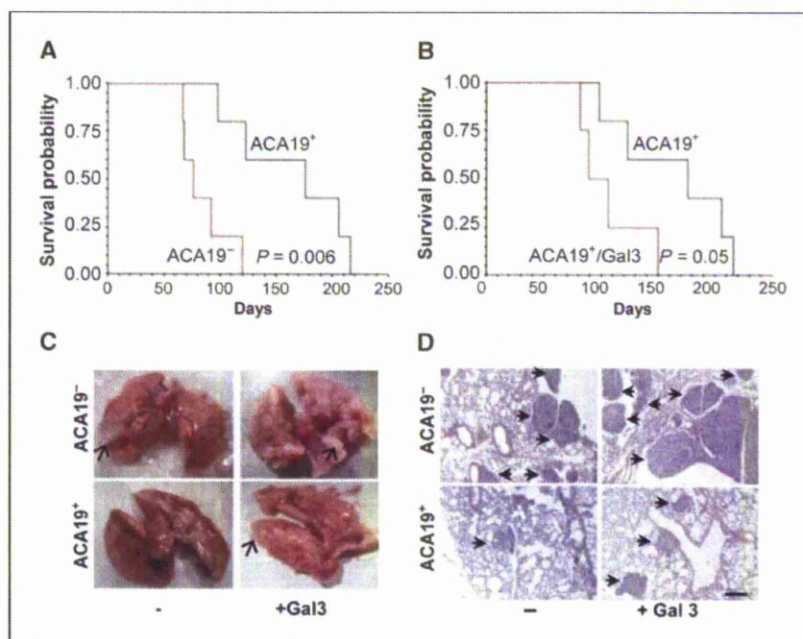 A
B
1.00
0.75
0.50
0.25
0.00
Survival probability
ACA19+
ACA19−
P = 0.006
0 50 100 150 200 250
Days
1.00
0.75
0.50
0.25
0.00
Survival probability
ACA19+
ACA19+/Gal3
P = 0.05
0 50 100 150 200 250
Days
C
D
ACA19−
ACA19+
-
+Gal3
ACA19−
ACA19+
−
+ Gal 3